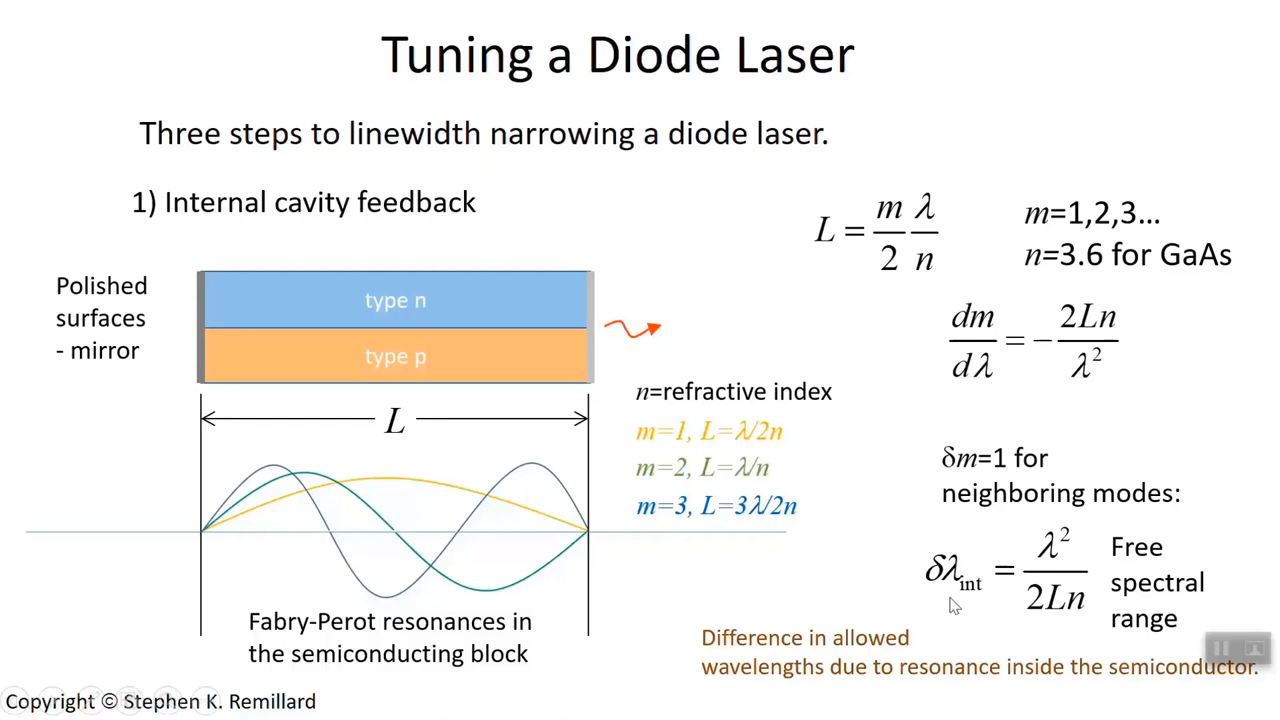 Tuning a Diode Laser
Three steps to linewidth narrowing a diode laser.
1) Internal cavity feedback
Polished
surfaces
- mirror
type n
type p
L
Fabry-Perot resonances in
the semiconducting block
n=refractive index
m=1, L=λ/2n
m=2, L=λ/n
m=3, L=3λ/2n
L = m/2 λ/n
m=1,2,3...
n=3.6 for GaAs
dm/dλ = - 2Ln/λ²
δm=1 for
neighboring modes:
δλ_int = λ²/2Ln
Free
spectral
range
Difference in allowed
wavelengths due to resonance inside the semiconductor.
Copyright © Stephen K. Remillard